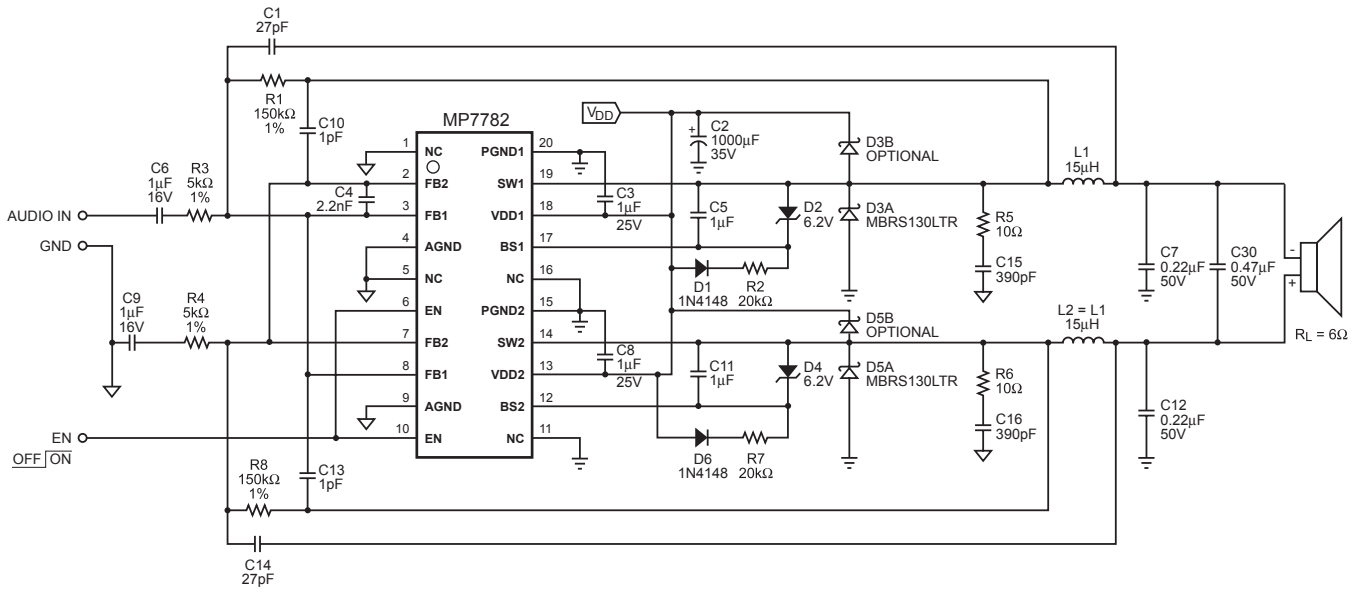 C1
27pF
R1
150kΩ
1%
C10
1pF
MP7782
VDD
+
C2
1000µF
35V
D3B
OPTIONAL
L1
15µH
C6
1µF
16V
R3
5kΩ
1%
C4
2.2nF
AUDIO IN
GND
C9
1µF
16V
R4
5kΩ
1%
EN
OFF ON
R8
150kΩ
1%
C13
1pF
C14
27pF
1 NC PGND1 20
2 FB2 SW1 19
3 FB1 VDD1 18
4 AGND BS1 17
5 NC NC 16
6 EN PGND2 15
7 FB2 SW2 14
8 FB1 VDD2 13
9 AGND BS2 12
10 EN NC 11
C3
1µF
25V
C5
1µF
D2
6.2V
D3A
MBRS130LTR
D1
1N4148
R2
20kΩ
R5
10Ω
C15
390pF
C7
0.22µF
50V
C30
0.47µF
50V
-
+
RL = 6Ω
D5B
OPTIONAL
L2 = L1
15µH
C8
1µF
25V
C11
1µF
D4
6.2V
D5A
MBRS130LTR
D6
1N4148
R7
20kΩ
R6
10Ω
C16
390pF
C12
0.22µF
50V